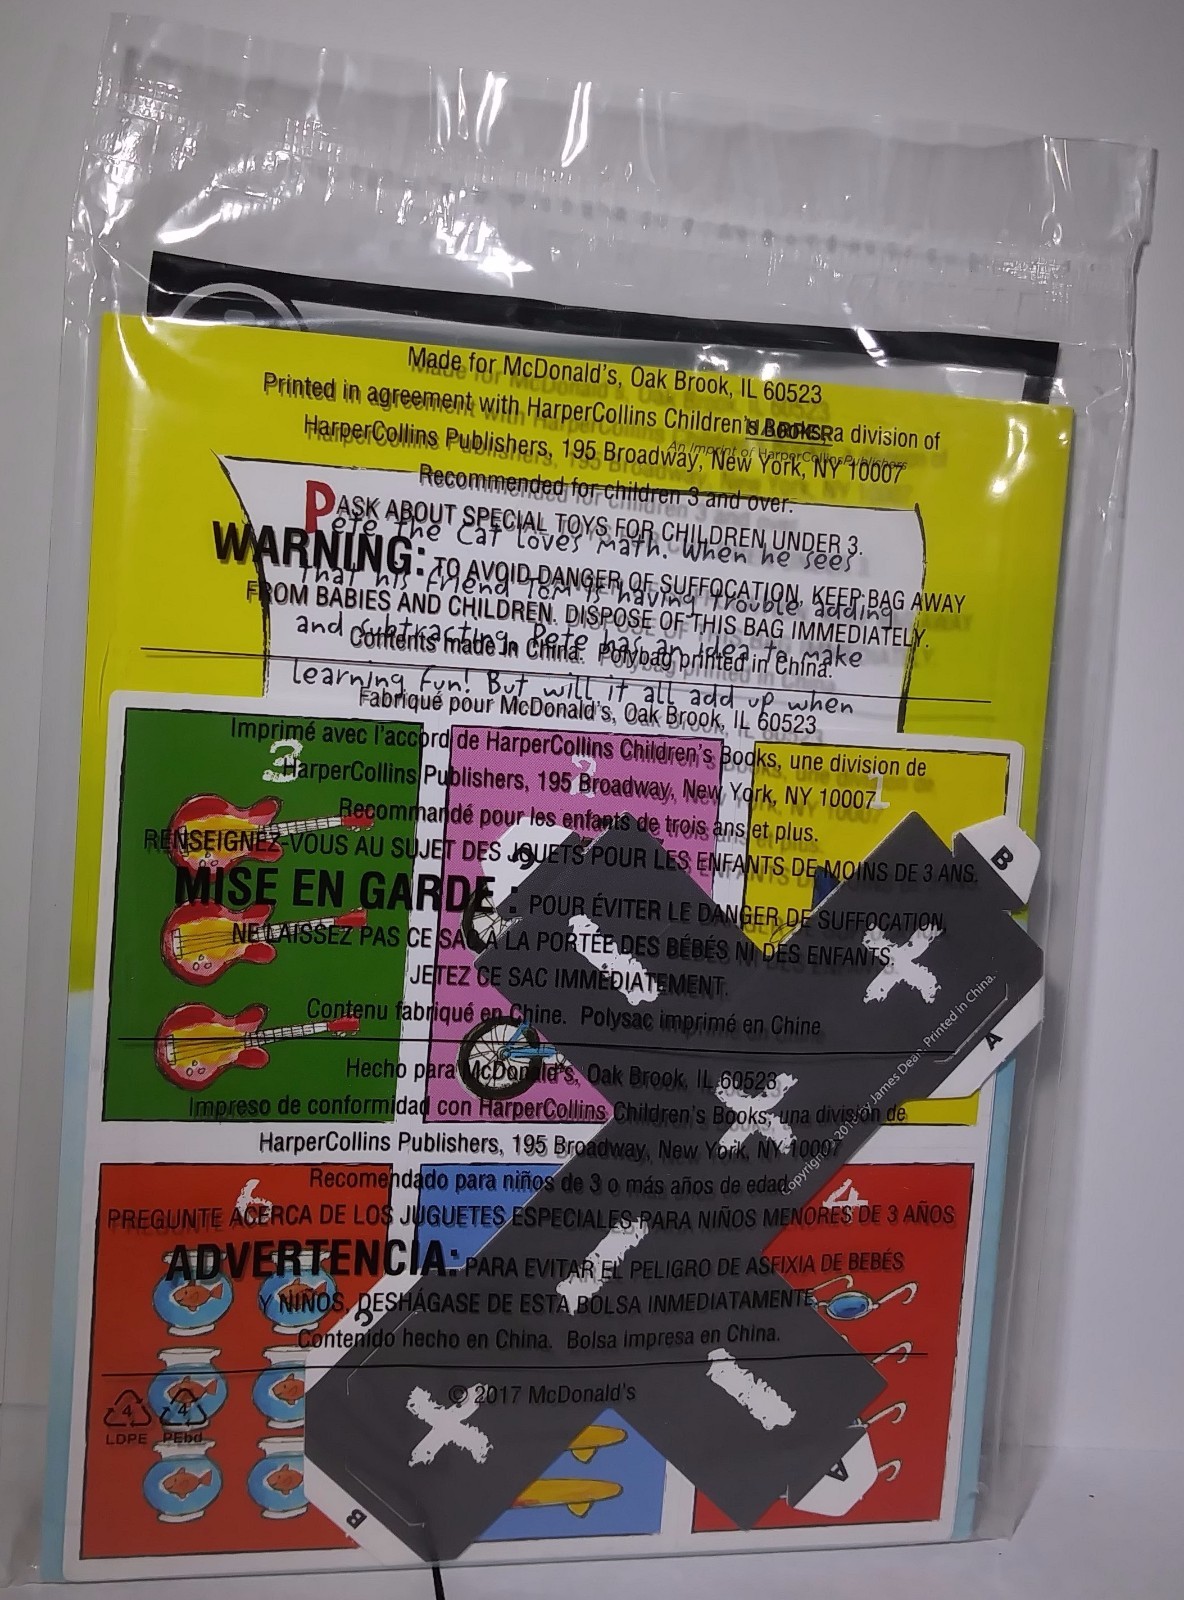 Made for McDonald's, Oak Brook, IL 60523
Printed in agreement with HarperCollins Children's Books, a division of
HarperCollins Publishers, 195 Broadway, New York, NY 10007
An Imprint of HarperCollinsPublishers
Recommended for children 3 and over.
ASK ABOUT SPECIAL TOYS FOR CHILDREN UNDER 3.
WARNING: TO AVOID DANGER OF SUFFOCATION, KEEP BAG AWAY
FROM BABIES AND CHILDREN. DISPOSE OF THIS BAG IMMEDIATELY.
Contents made in China. Polybag printed in China.
Pete the Cat loves math. When he sees
that his friend Tom is having trouble adding
and subtracting, Pete has an idea to make
learning fun! But will it all add up when
Fabriqué pour McDonald's, Oak Brook, IL 60523
Imprimé avec l'accord de HarperCollins Children's Books, une division de
HarperCollins Publishers, 195 Broadway, New York, NY 10007
Recommandé pour les enfants de trois ans et plus.
RENSEIGNEZ-VOUS AU SUJET DES JOUETS POUR LES ENFANTS DE MOINS DE 3 ANS.
MISE EN GARDE : POUR ÉVITER LE DANGER DE SUFFOCATION,
NE LAISSEZ PAS CE SAC À LA PORTÉE DES BÉBÉS NI DES ENFANTS.
JETEZ CE SAC IMMÉDIATEMENT.
Contenu fabriqué en Chine. Polysac imprimé en Chine
Hecho para McDonald's, Oak Brook, IL 60523
Impreso de conformidad con HarperCollins Children's Books, una división de
HarperCollins Publishers, 195 Broadway, New York, NY 10007
Recomendado para niños de 3 o más años de edad
PREGUNTE ACERCA DE LOS JUGUETES ESPECIALES PARA NIÑOS MENORES DE 3 AÑOS
ADVERTENCIA: PARA EVITAR EL PELIGRO DE ASFIXIA DE BEBÉS
Y NIÑOS, DESHÁGASE DE ESTA BOLSA INMEDIATAMENTE.
Contenido hecho en China. Bolsa impresa en China.
© 2017 McDonald's
4 4
LDPE PEbd
3 2 1
6 4
+ - + - + -
B
A
C
B
A
by James Dean. Printed in China.